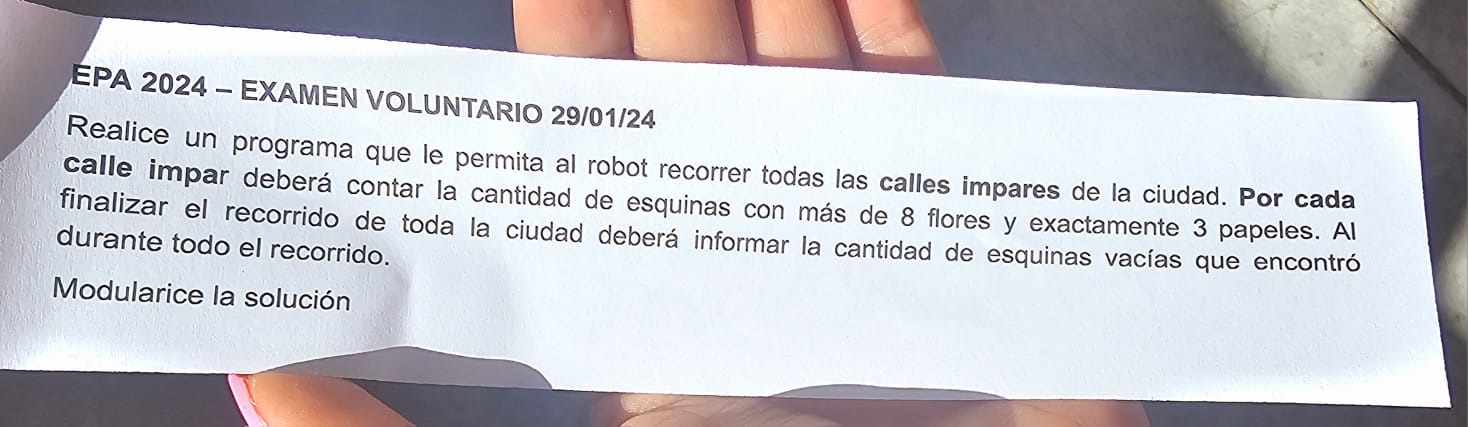 EPA 2024 – EXAMEN VOLUNTARIO 29/01/24
Realice un programa que le permita al robot recorrer todas las calles impares de la ciudad. Por cada
calle impar deberá contar la cantidad de esquinas con más de 8 flores y exactamente 3 papeles. Al
finalizar el recorrido de toda la ciudad deberá informar la cantidad de esquinas vacías que encontró
durante todo el recorrido.
Modularice la solución